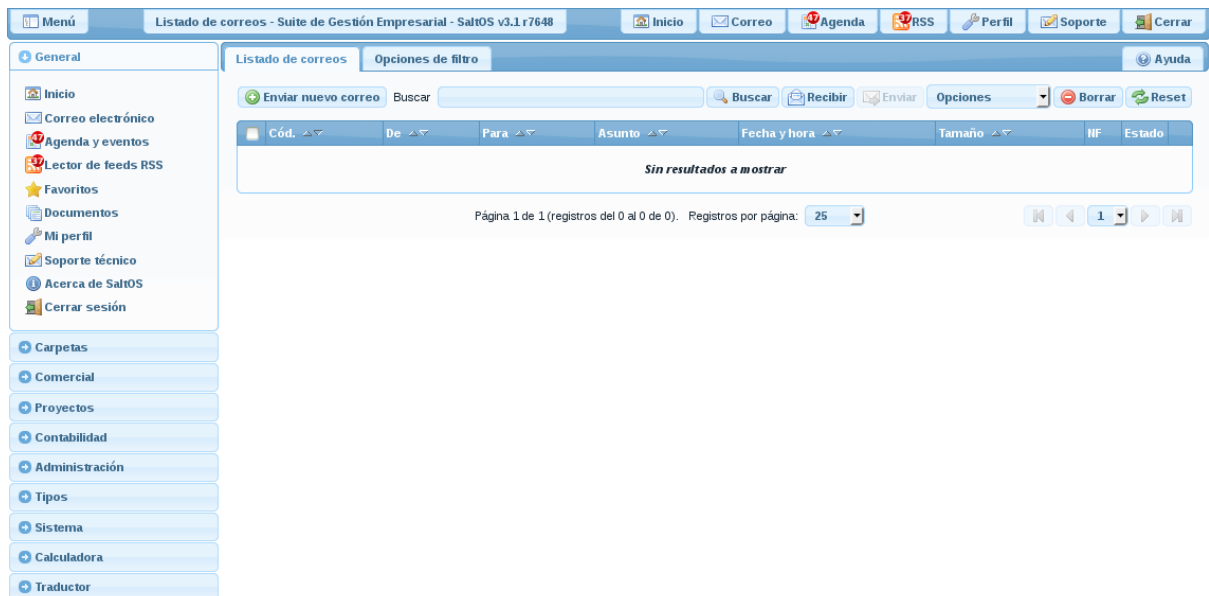 Menú
Listado de correos - Suite de Gestión Empresarial - SaltOS v3.1 r7648
Inicio
Correo
47 Agenda
97 RSS
Perfil
Soporte
Cerrar
General
Inicio
Correo electrónico
47 Agenda y eventos
97 Lector de feeds RSS
Favoritos
Documentos
Mi perfil
Soporte técnico
Acerca de SaltOS
Cerrar sesión
Carpetas
Comercial
Proyectos
Contabilidad
Administración
Tipos
Sistema
Calculadora
Traductor
Listado de correos
Opciones de filtro
Ayuda
Enviar nuevo correo Buscar Buscar Recibir Enviar Opciones Borrar Reset
Cód. De Para Asunto Fecha y hora Tamaño NF Estado
Sin resultados a mostrar
Página 1 de 1 (registros del 0 al 0 de 0). Registros por página: 25 1